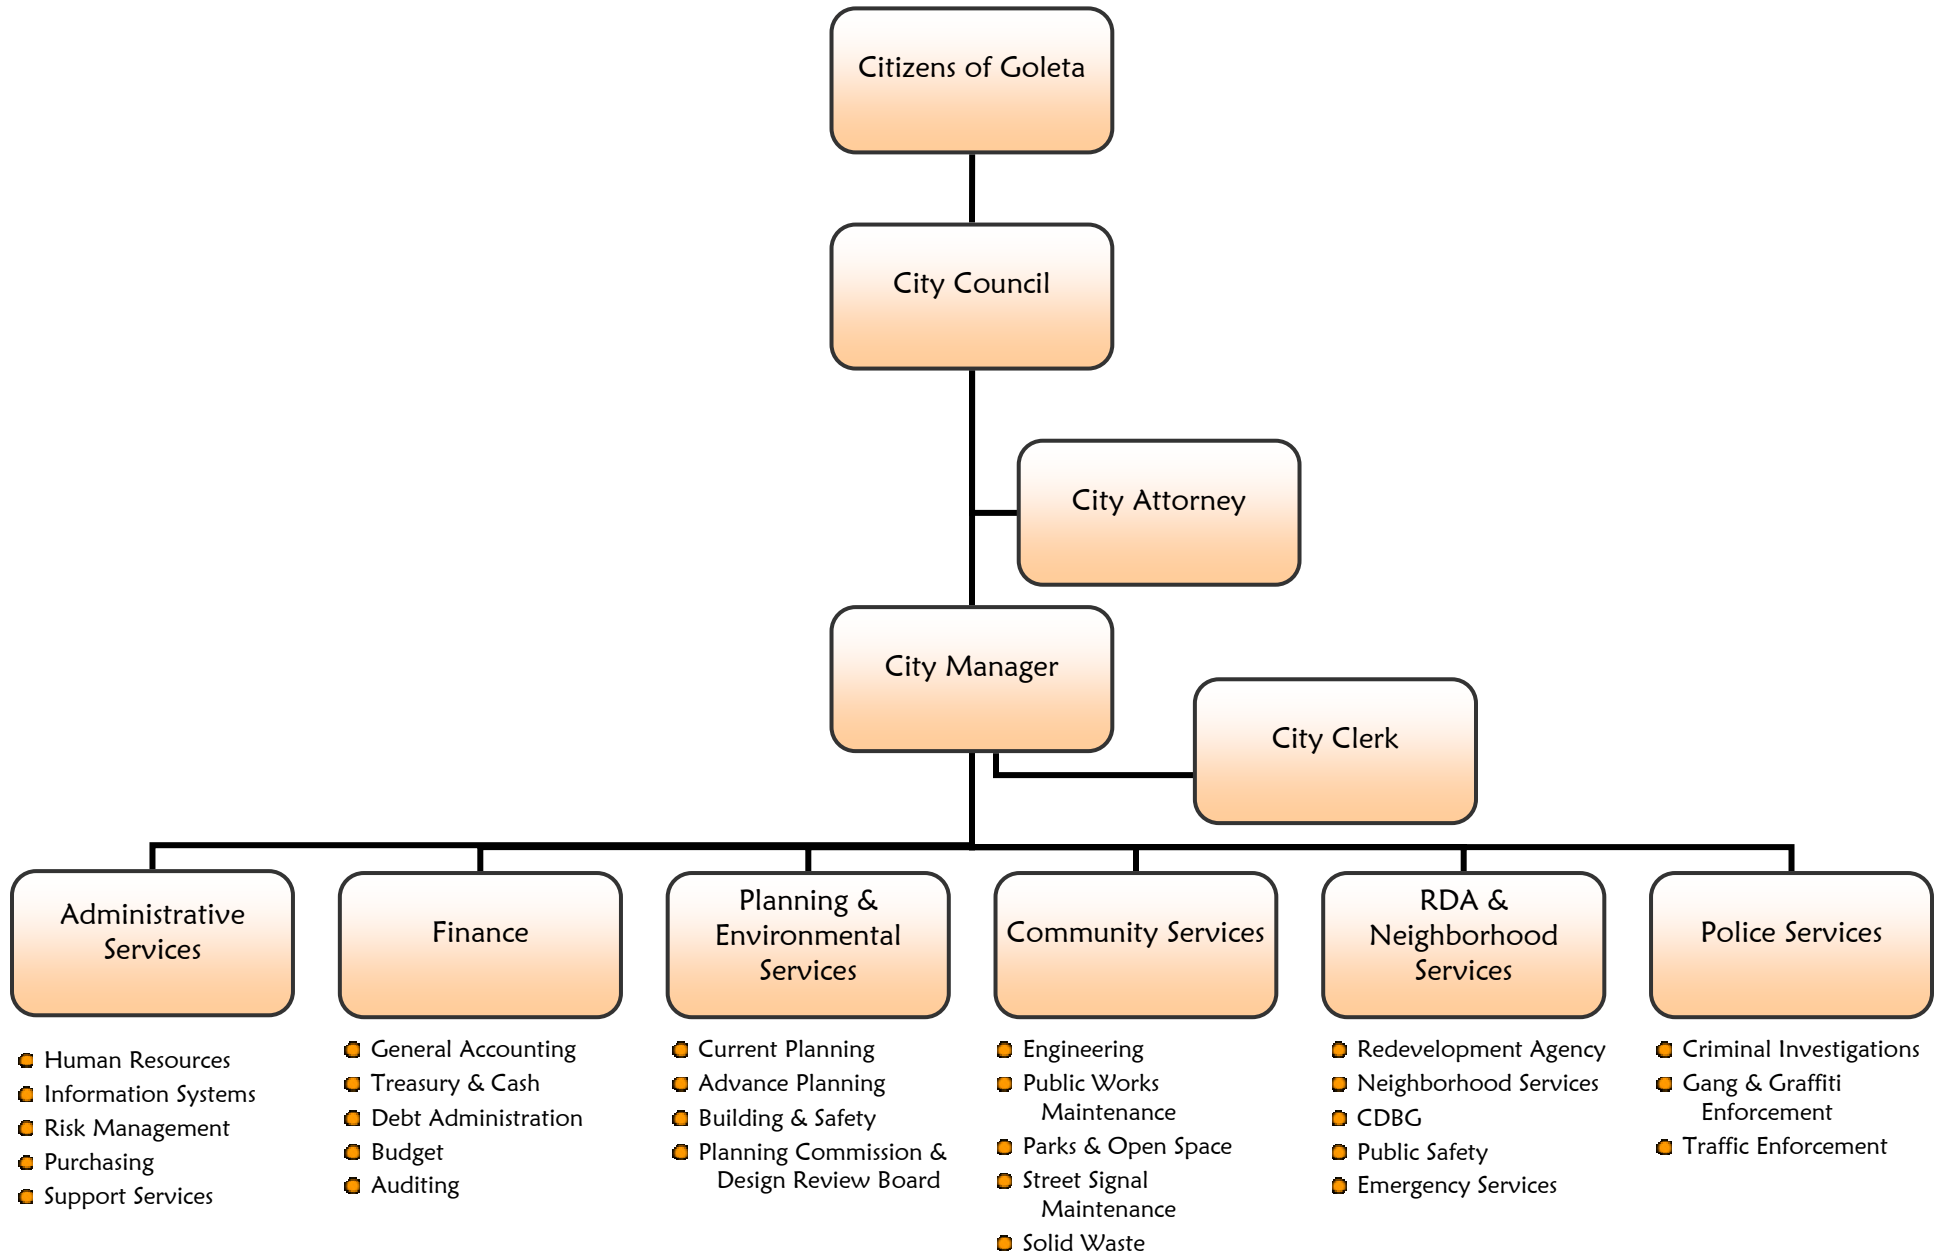 Citizens of Goleta
City Council
City Attorney
City Manager
City Clerk
Administrative
Services
Finance
Planning &
Environmental
Services
Community Services
RDA &
Neighborhood
Services
Police Services
Human Resources
Information Systems
Risk Management
Purchasing
Support Services
General Accounting
Treasury & Cash
Debt Administration
Budget
Auditing
Current Planning
Advance Planning
Building & Safety
Planning Commission &
Design Review Board
Engineering
Public Works
Maintenance
Parks & Open Space
Street Signal
Maintenance
Solid Waste
Redevelopment Agency
Neighborhood Services
CDBG
Public Safety
Emergency Services
Criminal Investigations
Gang & Graffiti
Enforcement
Traffic Enforcement